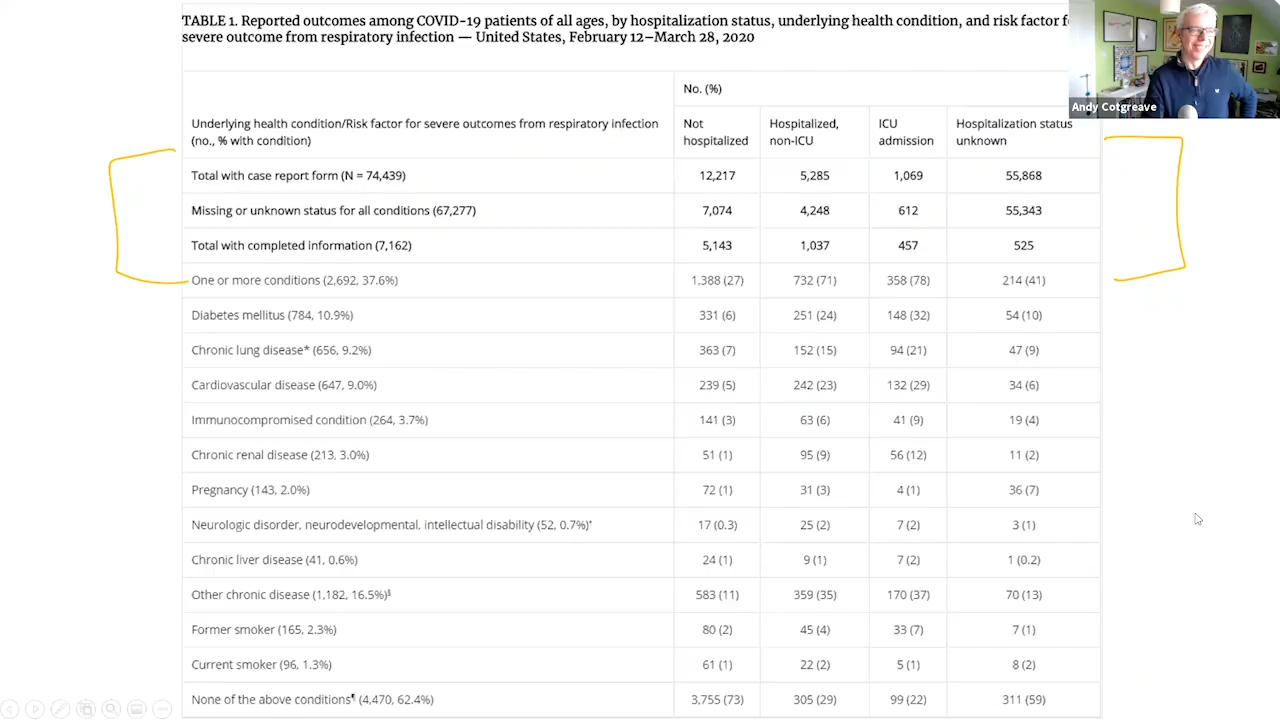 TABLE 1. Reported outcomes among COVID-19 patients of all ages, by hospitalization status, underlying health condition, and risk factor
severe outcome from respiratory infection — United States, February 12–March 28, 2020
Andy Cotgreave
No. (%)
Underlying health condition/Risk factor for severe outcomes from respiratory infection (no., % with condition) Not hospitalized Hospitalized, non-ICU ICU admission Hospitalization status unknown
Total with case report form (N = 74,439) 12,217 5,285 1,069 55,868
Missing or unknown status for all conditions (67,277) 7,074 4,248 612 55,343
Total with completed information (7,162) 5,143 1,037 457 525
One or more conditions (2,692, 37.6%) 1,388 (27) 732 (71) 358 (78) 214 (41)
Diabetes mellitus (784, 10.9%) 331 (6) 251 (24) 148 (32) 54 (10)
Chronic lung disease* (656, 9.2%) 363 (7) 152 (15) 94 (21) 47 (9)
Cardiovascular disease (647, 9.0%) 239 (5) 242 (23) 132 (29) 34 (6)
Immunocompromised condition (264, 3.7%) 141 (3) 63 (6) 41 (9) 19 (4)
Chronic renal disease (213, 3.0%) 51 (1) 95 (9) 56 (12) 11 (2)
Pregnancy (143, 2.0%) 72 (1) 31 (3) 4 (1) 36 (7)
Neurologic disorder, neurodevelopmental, intellectual disability (52, 0.7%)† 17 (0.3) 25 (2) 7 (2) 3 (1)
Chronic liver disease (41, 0.6%) 24 (1) 9 (1) 7 (2) 1 (0.2)
Other chronic disease (1,182, 16.5%)§ 583 (11) 359 (35) 170 (37) 70 (13)
Former smoker (165, 2.3%) 80 (2) 45 (4) 33 (7) 7 (1)
Current smoker (96, 1.3%) 61 (1) 22 (2) 5 (1) 8 (2)
None of the above conditions¶ (4,470, 62.4%) 3,755 (73) 305 (29) 99 (22) 311 (59)